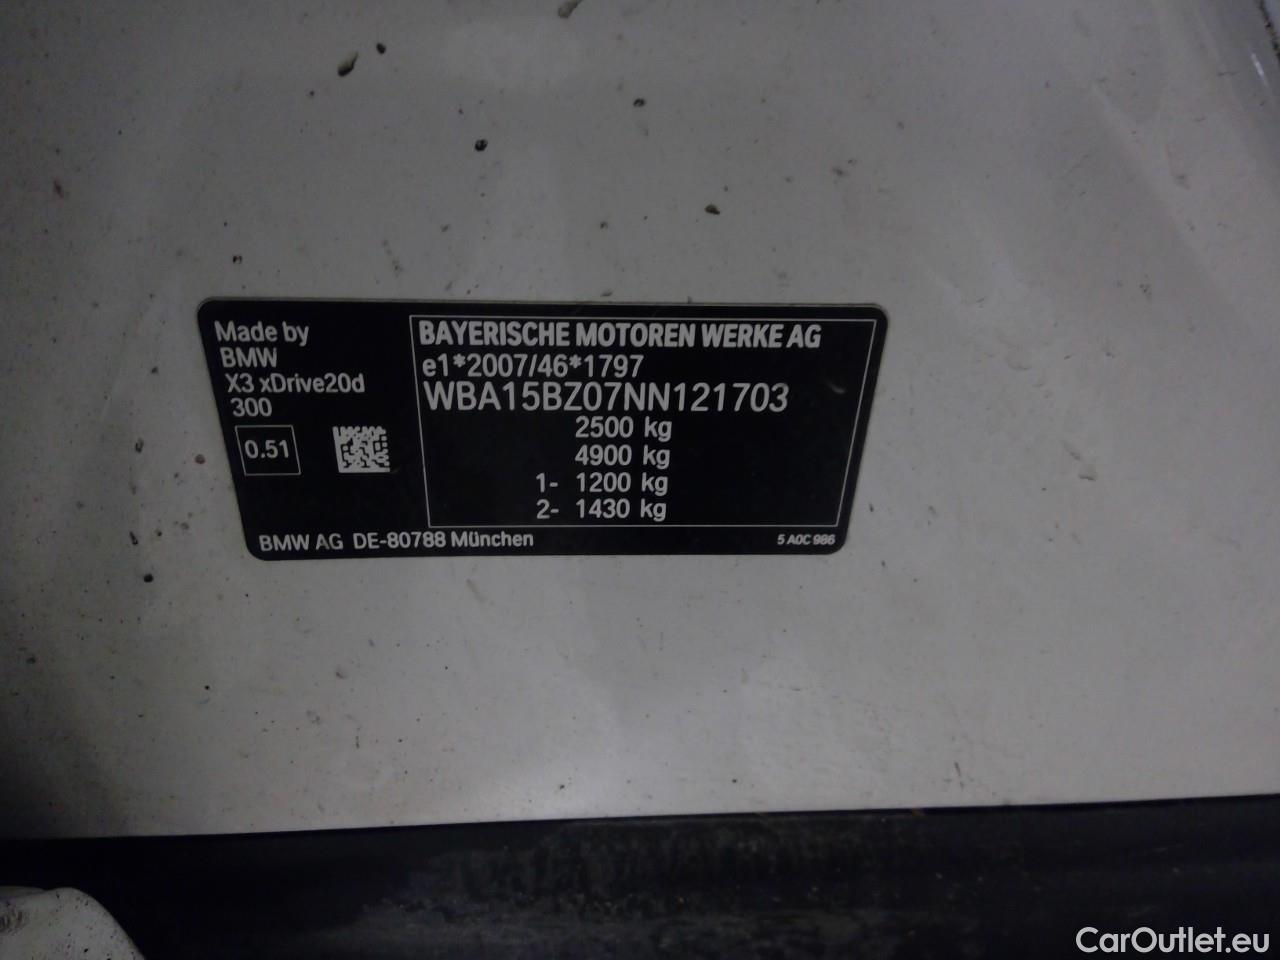 Made by
BMW
X3 xDrive20d
300
0.51
BAYERISCHE MOTOREN WERKE AG
e1*2007/46*1797
WBA15BZ07NN121703
2500 kg
4900 kg
1- 1200 kg
2- 1430 kg
BMW AG DE-80788 München
5 A0C 986
CarOutlet.eu